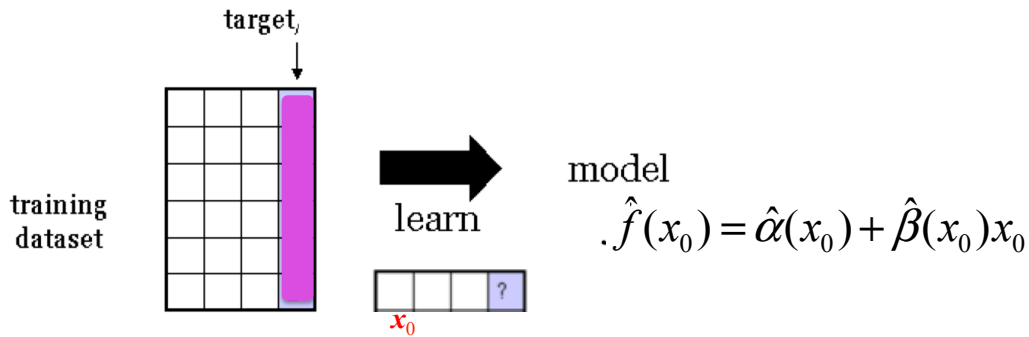 target,
training
dataset
learn
model
. f̂(x₀) = α̂(x₀) + β̂(x₀)x₀
?
x₀